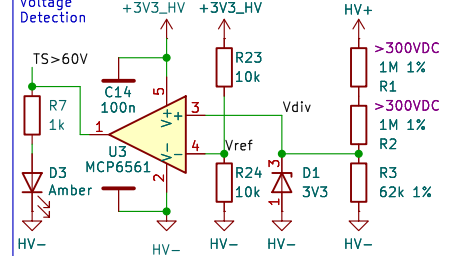 Voltage
Detection
+3V3_HV
+3V3_HV
HV+
TS>60V
C14
100n
R23
10k
>300VDC
1M 1%
R1
>300VDC
1M 1%
R2
R7
1k
5
V+
+
3
Vdiv
1
U3
MCP6561
V-
-
4
Vref
2
D3
Amber
R24
10k
3
D1
3V3
1
R3
62k 1%
HV-
HV-
HV-
HV-
HV-